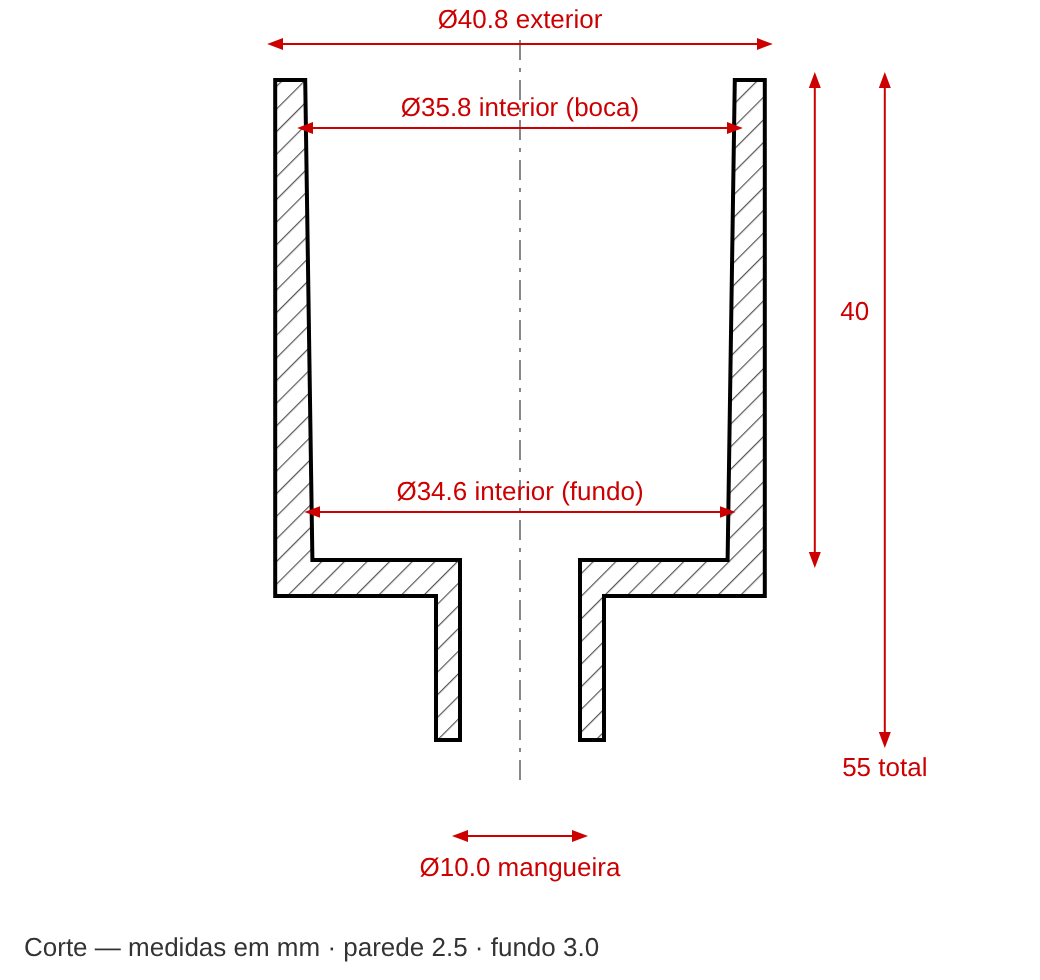 Ø40.8 exterior
Ø35.8 interior (boca)
40
Ø34.6 interior (fundo)
55 total
Ø10.0 mangueira
Corte — medidas em mm · parede 2.5 · fundo 3.0